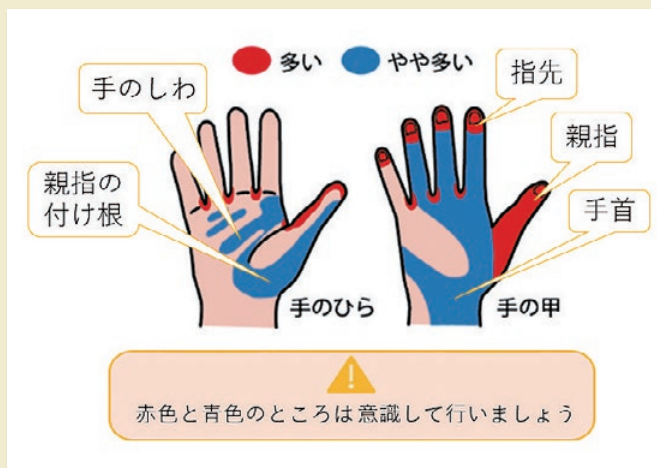 多い やや多い
手のしわ
指先
親指
親指の
付け根
手首
手のひら
手の甲
赤色と青色のところは意識して行いましょう